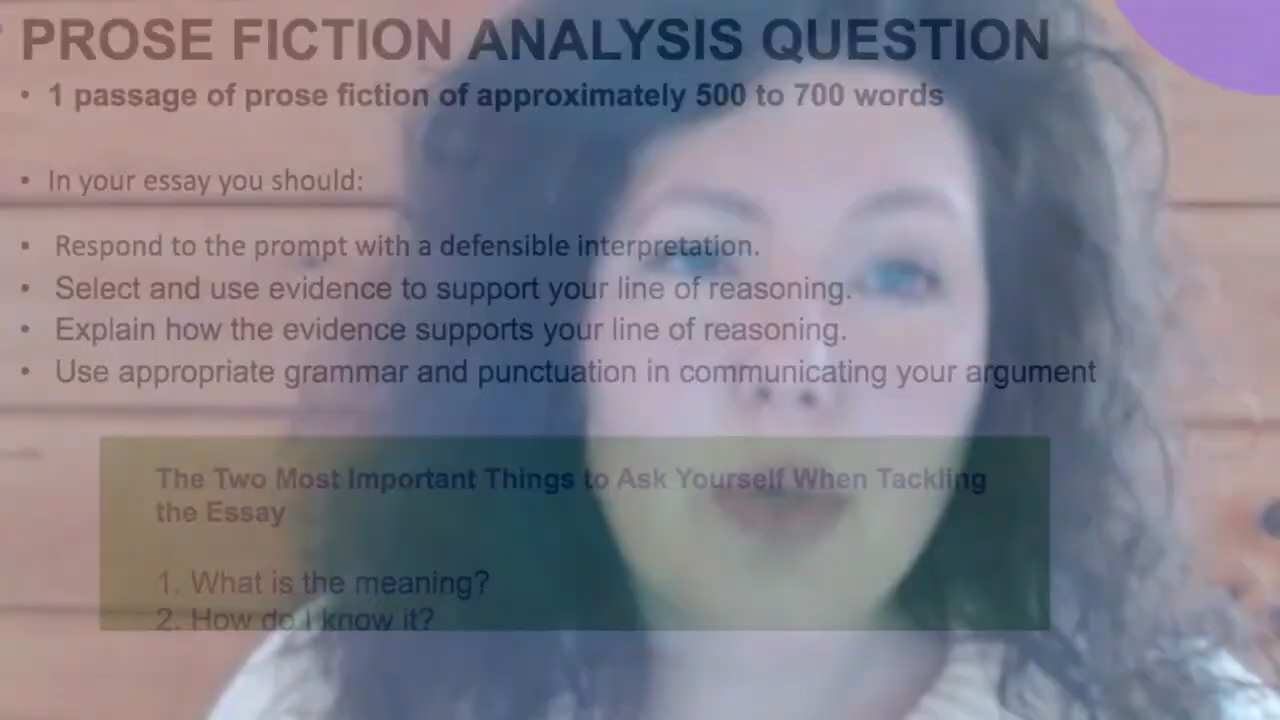 PROSE FICTION ANALYSIS QUESTION
• 1 passage of prose fiction of approximately 500 to 700 words
• In your essay you should:
• Respond to the prompt with a defensible interpretation.
• Select and use evidence to support your line of reasoning.
• Explain how the evidence supports your line of reasoning.
• Use appropriate grammar and punctuation in communicating your argument
The Two Most Important Things to Ask Yourself When Tackling
the Essay
1. What is the meaning?
2. How do I know it?